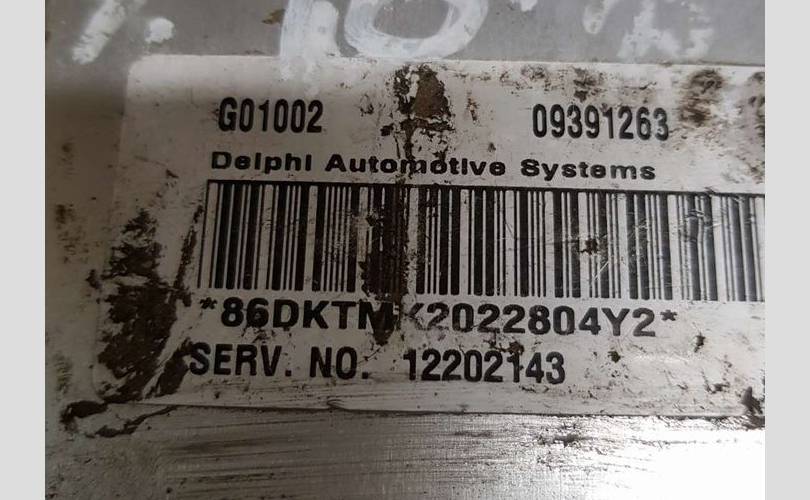 G01002 09391263
Delphi Automotive Systems
*86DKTMK2022804Y2*
SERV. NO. 12202143